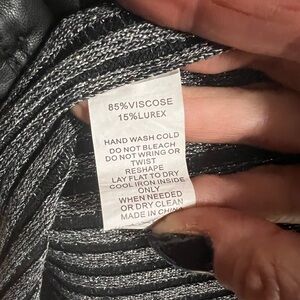 85%VISCOSE
15%LUREX
HAND WASH COLD
DO NOT BLEACH
DO NOT WRING OR
TWIST
RESHAPE
LAY FLAT TO DRY
COOL IRON INSIDE
ONLY
WHEN NEEDED
OR DRY CLEAN
MADE IN CHINA